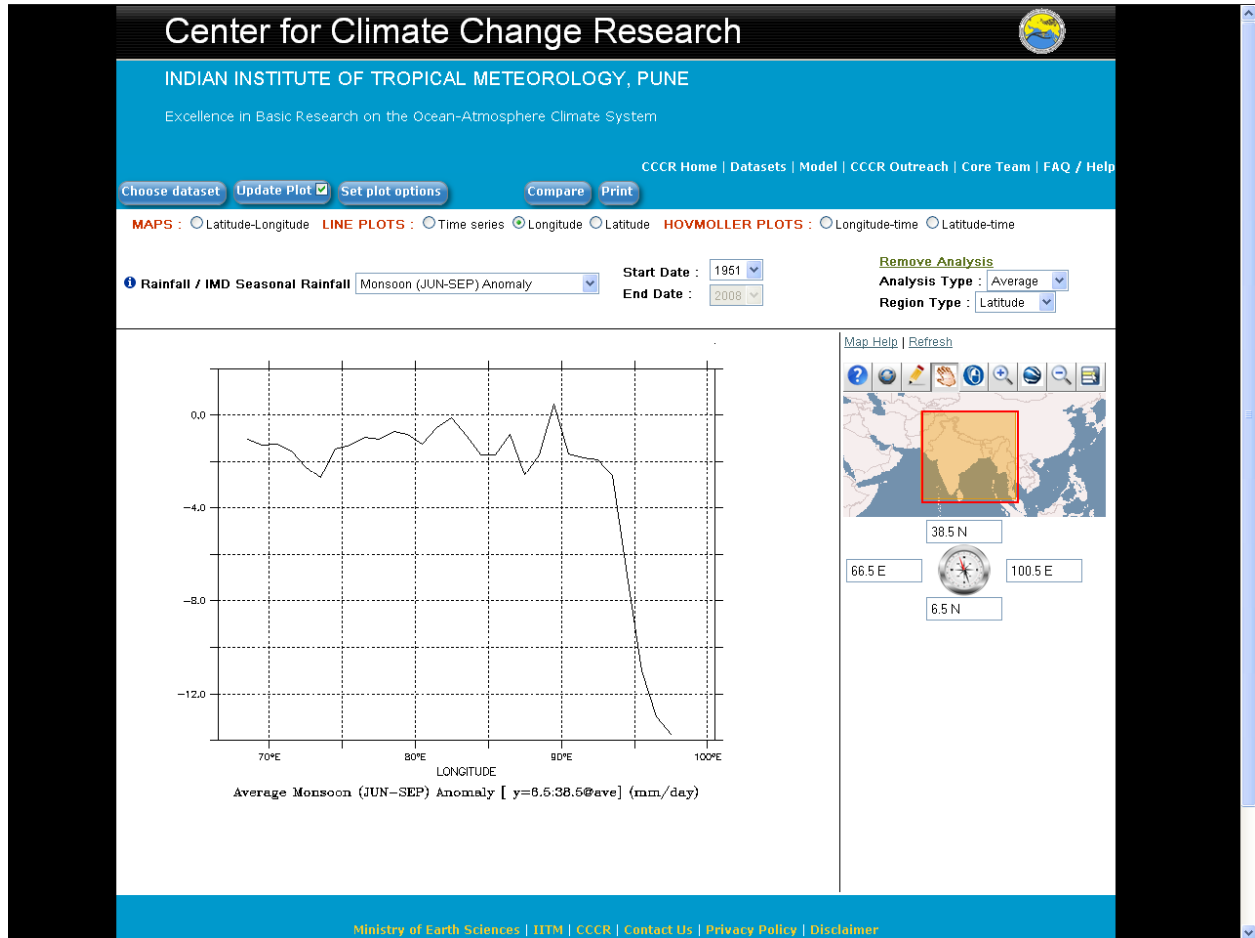 Center for Climate Change Research
INDIAN INSTITUTE OF TROPICAL METEOROLOGY, PUNE
Excellence in Basic Research on the Ocean-Atmosphere Climate System
CCCR Home | Datasets | Model | CCCR Outreach | Core Team | FAQ / Help
Choose dataset Update Plot Set plot options Compare Print
MAPS : Latitude-Longitude LINE PLOTS : Time series Longitude Latitude HOVMOLLER PLOTS : Longitude-time Latitude-time
Rainfall / IMD Seasonal Rainfall Monsoon (JUN-SEP) Anomaly
Start Date : 1951
End Date : 2008
Remove Analysis
Analysis Type : Average
Region Type : Latitude
Map Help | Refresh
0.0
-4.0
-8.0
-12.0
70°E 80°E 90°E 100°E
LONGITUDE
Average Monsoon (JUN-SEP) Anomaly [ y=6.5:38.5@ave] (mm/day)
38.5 N
66.5 E 100.5 E
6.5 N
Ministry of Earth Sciences | IITM | CCCR | Contact Us | Privacy Policy | Disclaimer